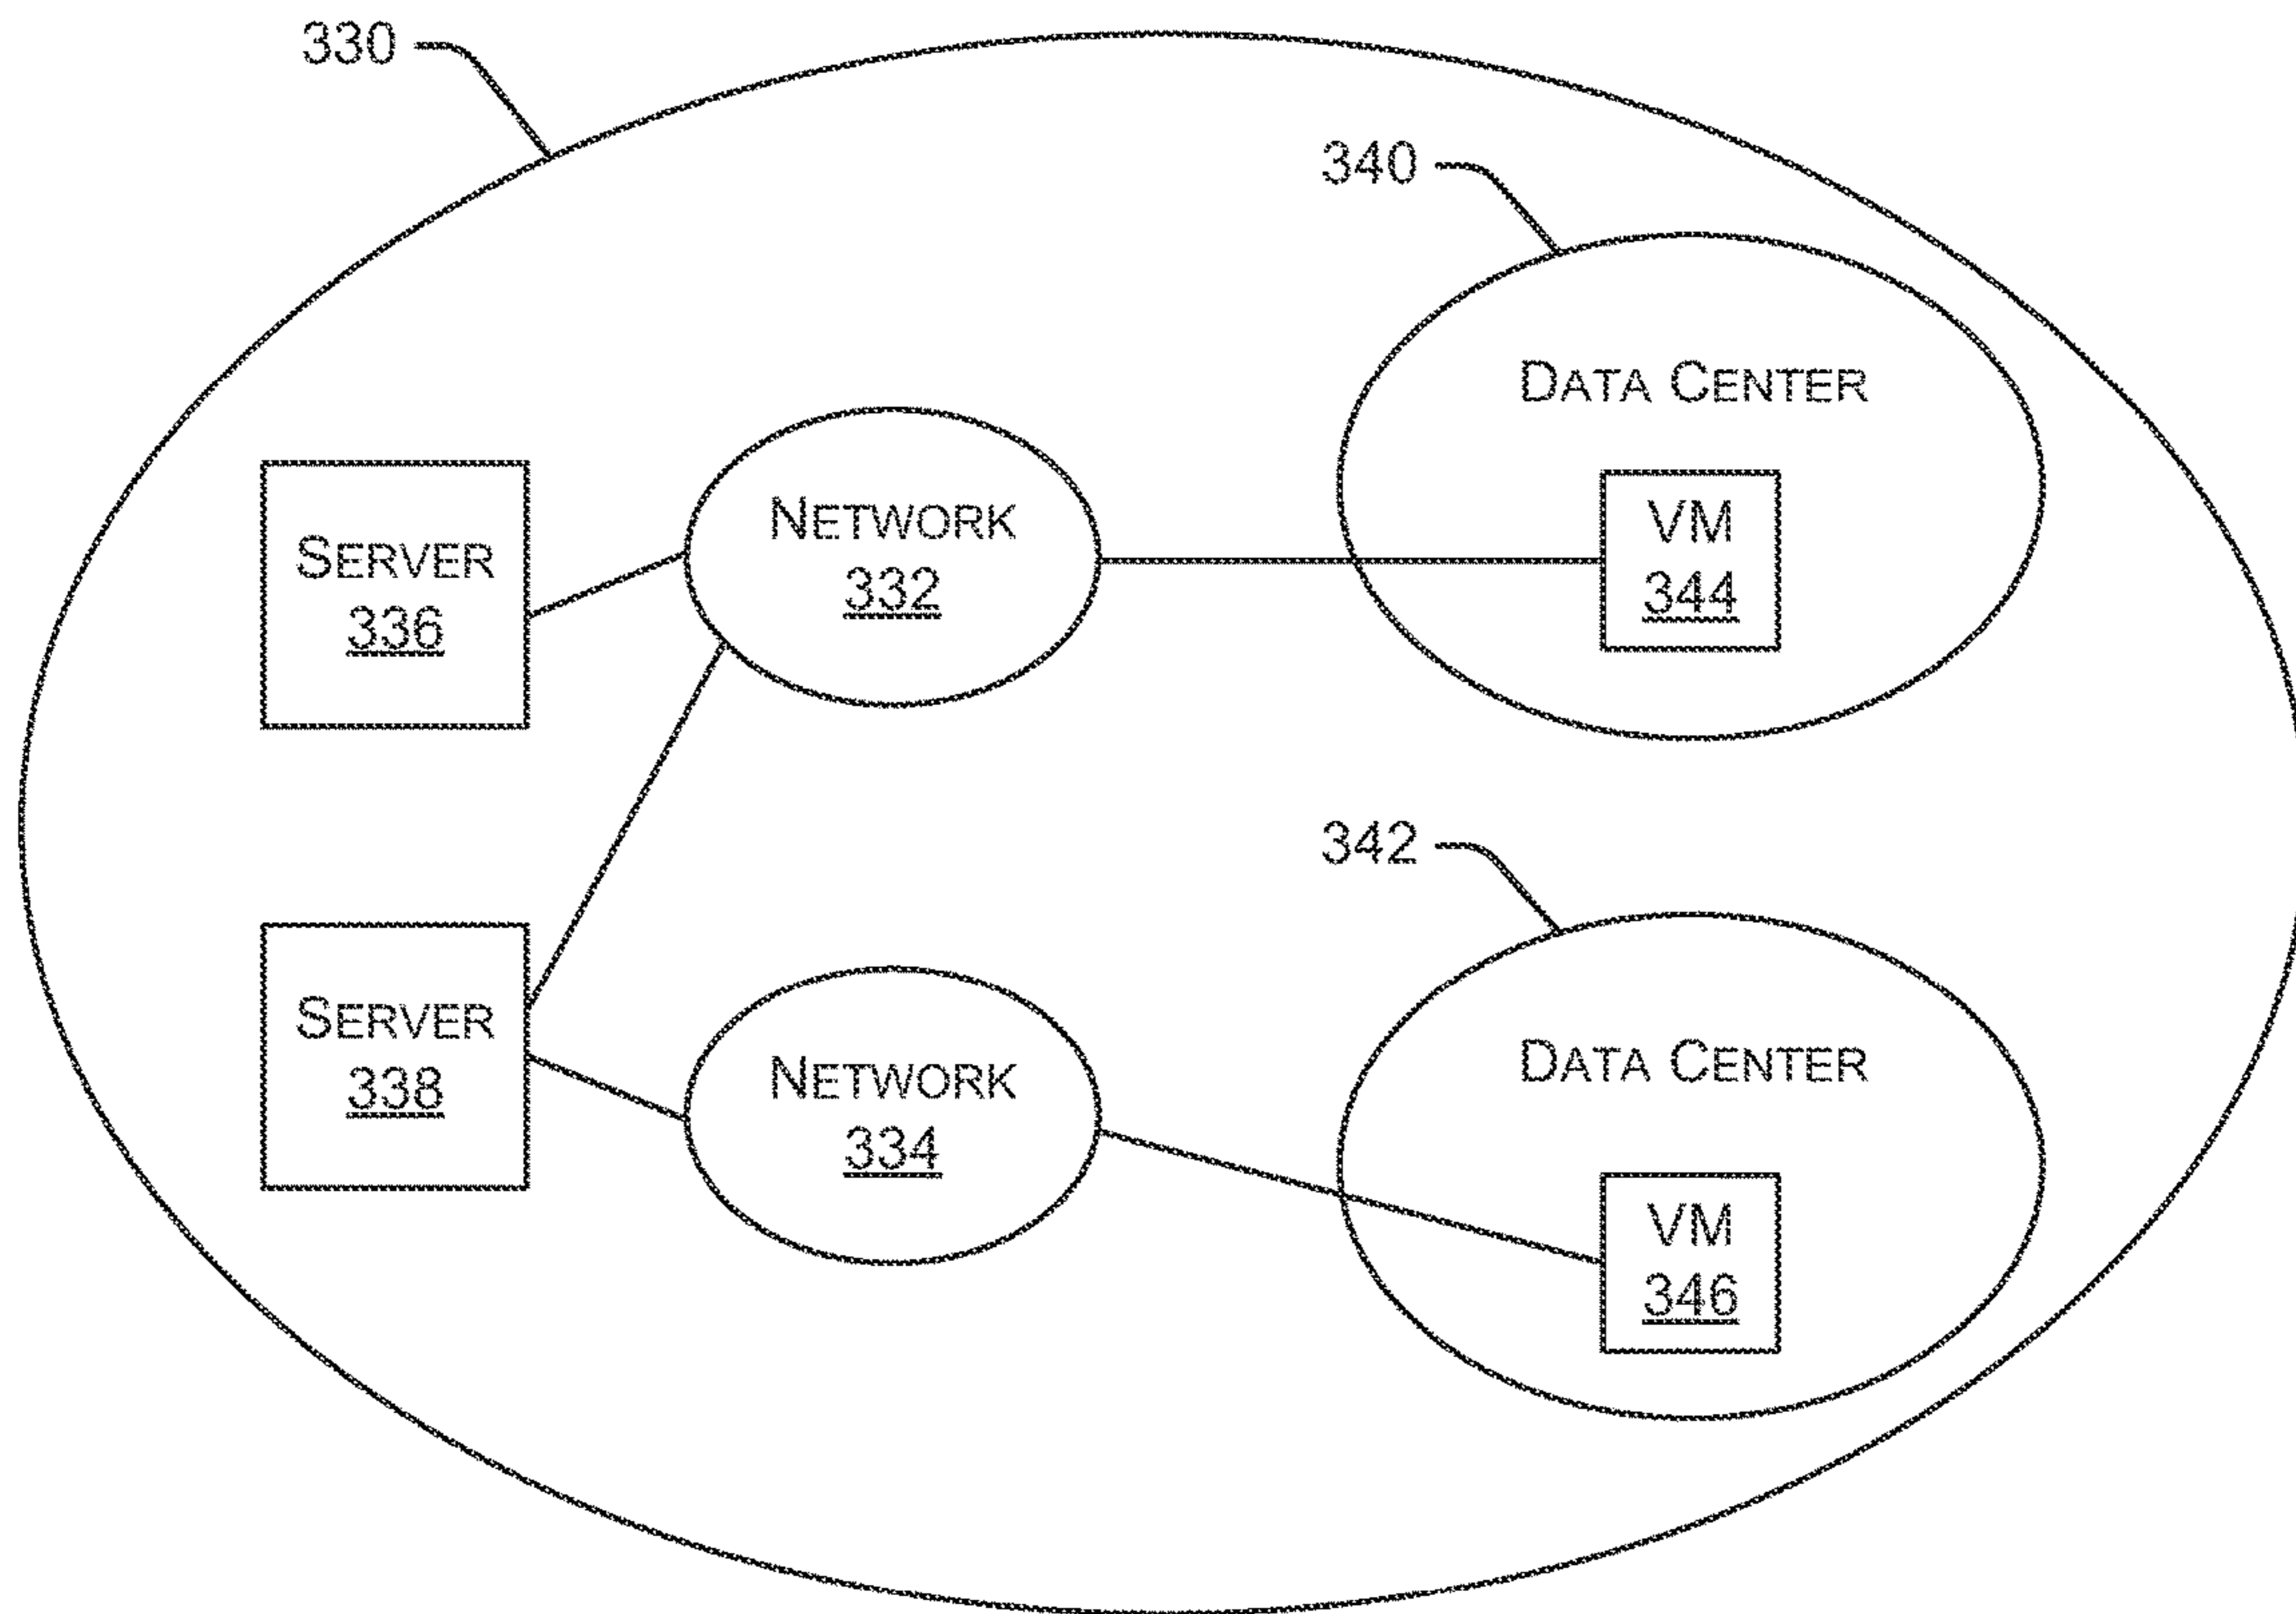 330
340
DATA CENTER
NETWORK
332
VM
344
SERVER
336
342
SERVER
338
NETWORK
334
DATA CENTER
VM
346